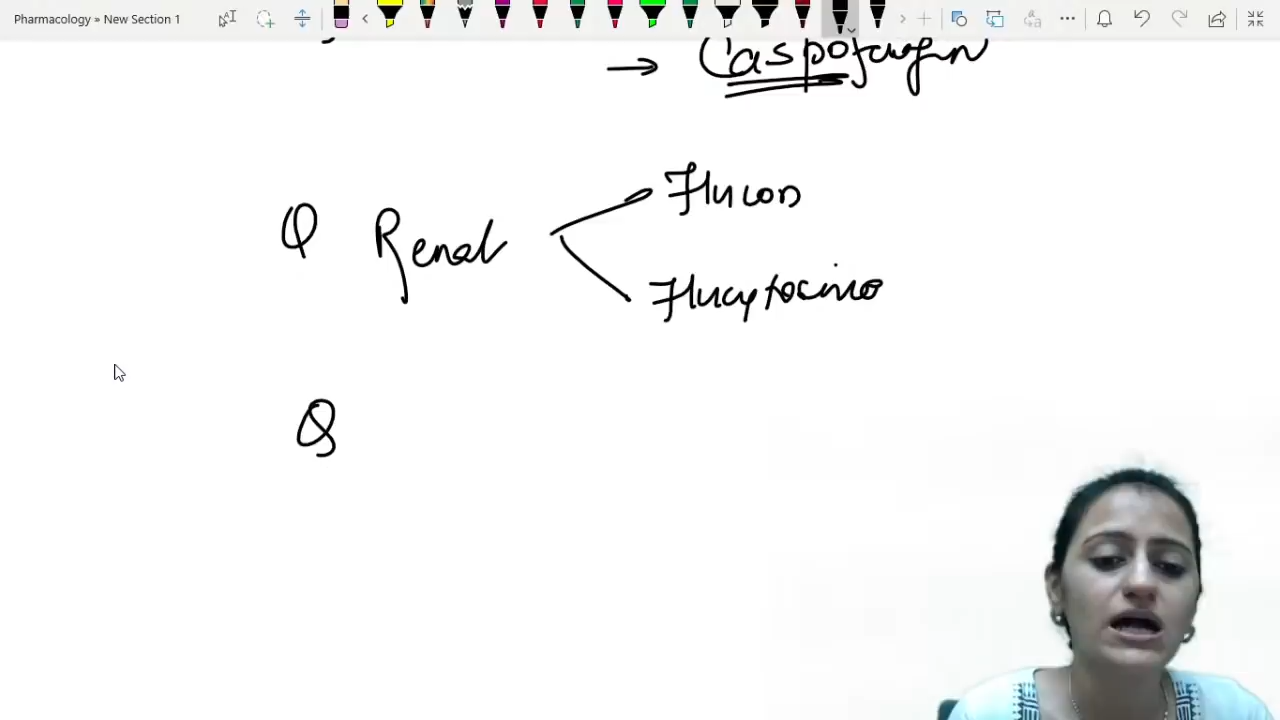 Pharmacology » New Section 1
→ Caspofungin
Q Renal
Flucon
Flucytocine
Q